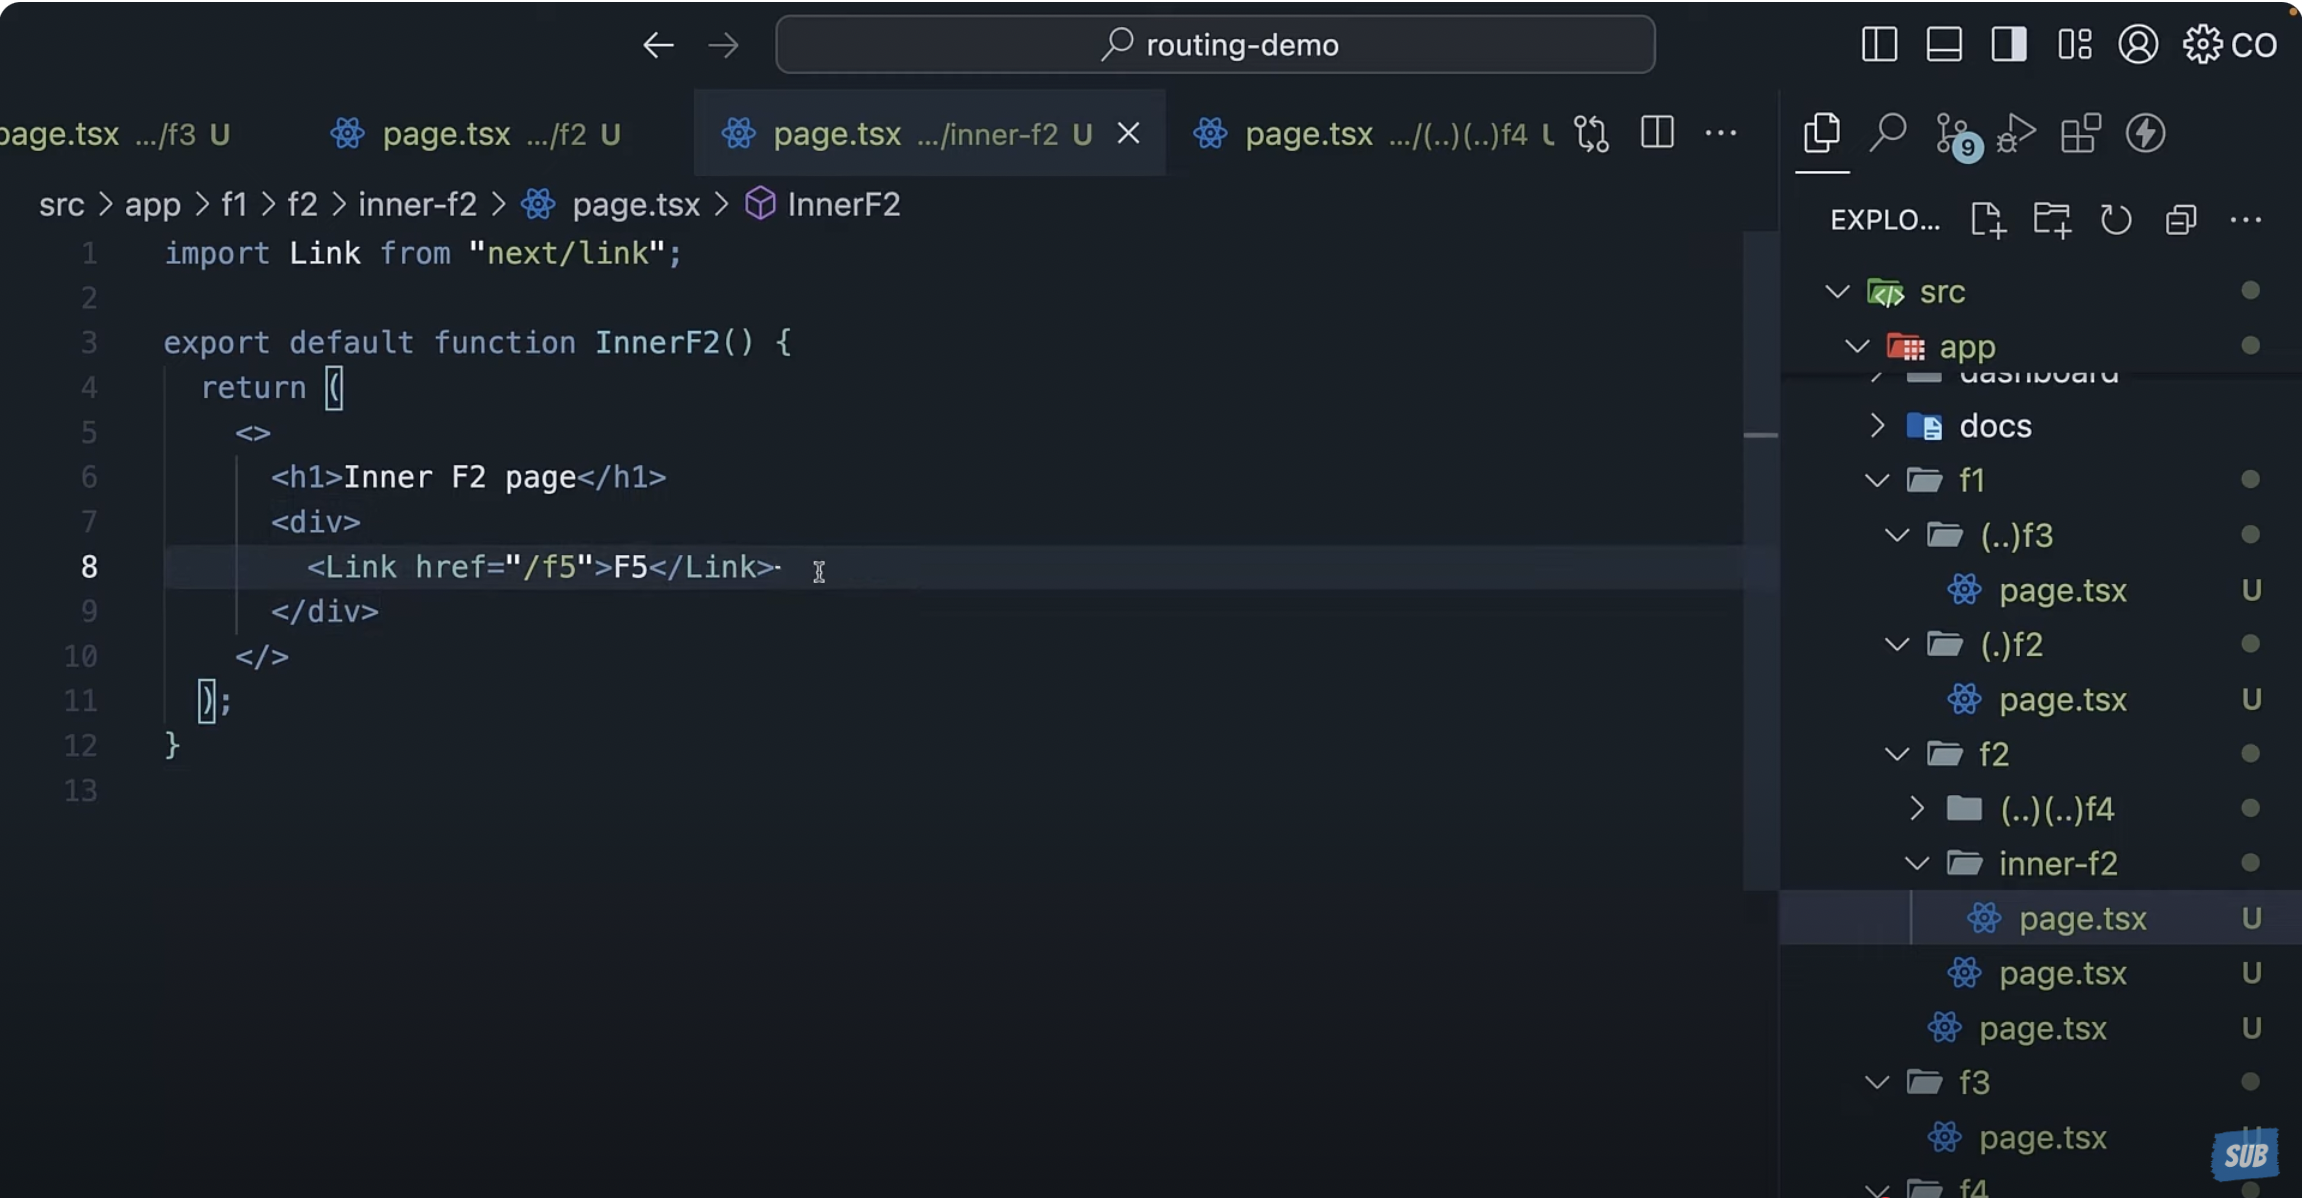 routing-demo
CO
page.tsx .../f3 U
page.tsx .../f2 U
page.tsx .../inner-f2 U
page.tsx .../(..)(..)f4 U
9
src > app > f1 > f2 > inner-f2 > page.tsx > InnerF2
1 import Link from "next/link";
2
3 export default function InnerF2() {
4 return (
5 <>
6 <h1>Inner F2 page</h1>
7 <div>
8 <Link href="/f5">F5</Link>
9 </div>
10 </>
11 );
12 }
13
EXPLO...
src
app
dashboard
docs
f1
(..)f3
page.tsx U
(.)f2
page.tsx U
f2
(..)(..)f4
inner-f2
page.tsx U
page.tsx U
page.tsx U
f3
page.tsx U
f4
SUB